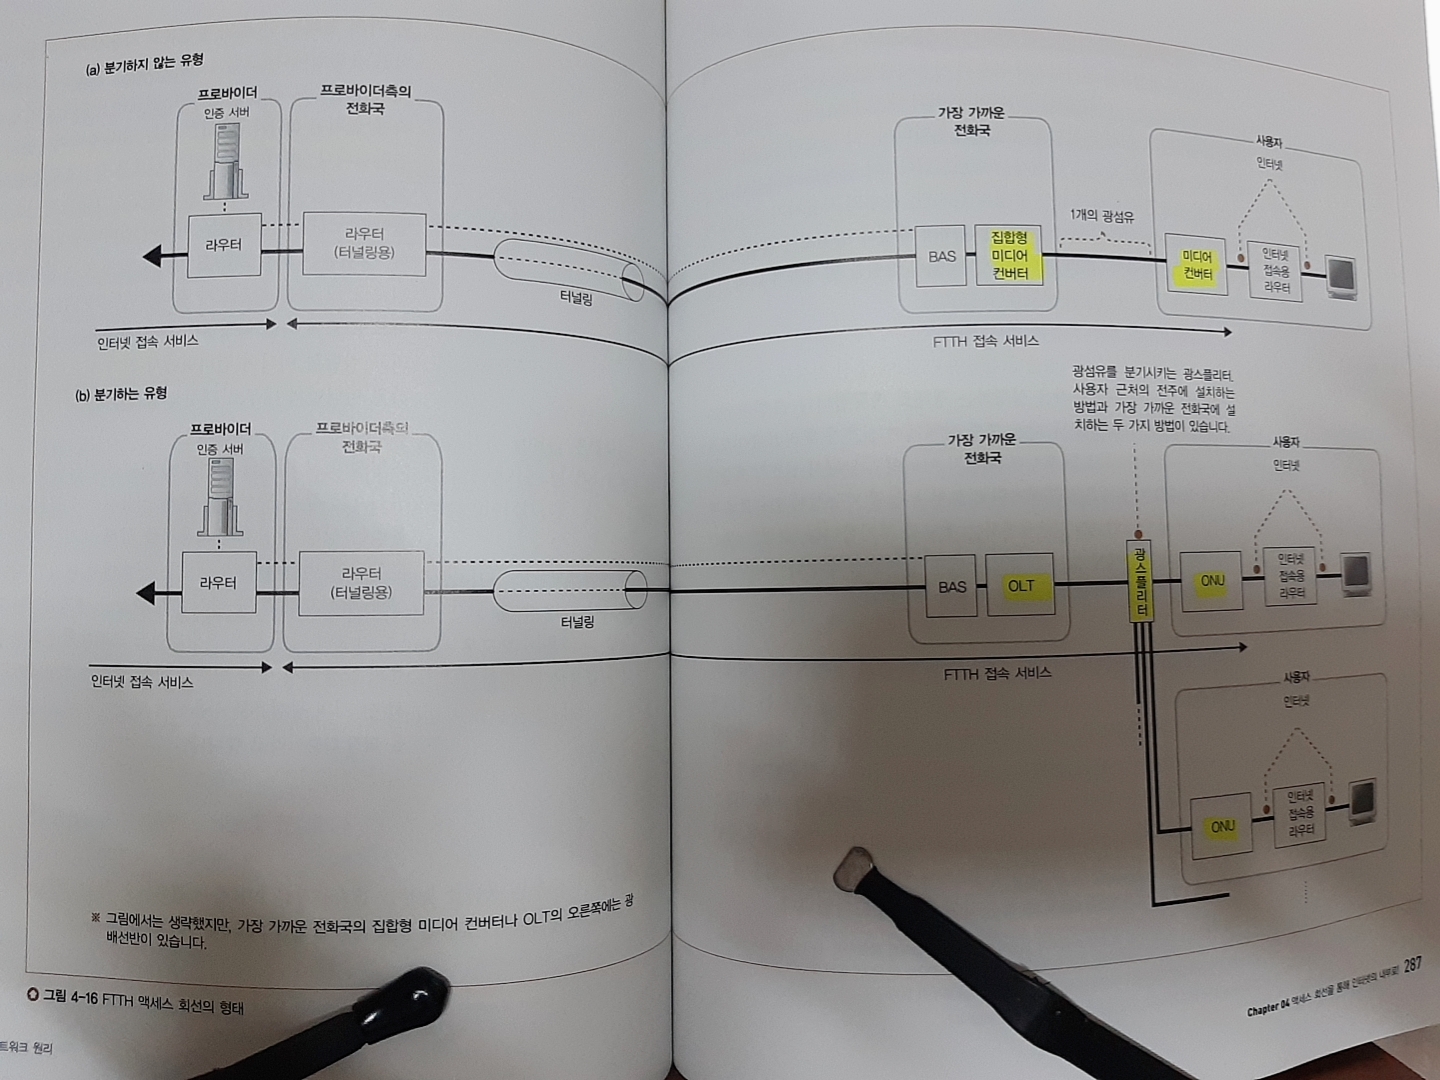 (a) 분기하지 않는 유형
프로바이더
인증 서버
라우터
프로바이더측의
전화국
라우터
(터널링용)
터널링
가장 가까운
전화국
BAS
집합형
미디어
컨버터
1개의 광섬유
사용자
인터넷
미디어
컨버터
인터넷
접속용
라우터
인터넷 접속 서비스
FTTH 접속 서비스
(b) 분기하는 유형
프로바이더
인증 서버
라우터
프로바이더측의
전화국
라우터
(터널링용)
터널링
가장 가까운
전화국
BAS
OLT
광섬유를 분기시키는 광스플리터.
사용자 근처의 전주에 설치하는
방법과 가장 가까운 전화국에 설
치하는 두 가지 방법이 있습니다.
광스플리터
사용자
인터넷
ONU
인터넷
접속용
라우터
인터넷 접속 서비스
FTTH 접속 서비스
사용자
인터넷
ONU
인터넷
접속용
라우터
※ 그림에서는 생략했지만, 가장 가까운 전화국의 집합형 미디어 컨버터나 OLT의 오른쪽에는 광
배선반이 있습니다.
그림 4-16 FTTH 액세스 회선의 형태
트워크 원리
Chapter 04 액세스 회선을 통해 인터넷의 내부로! 287